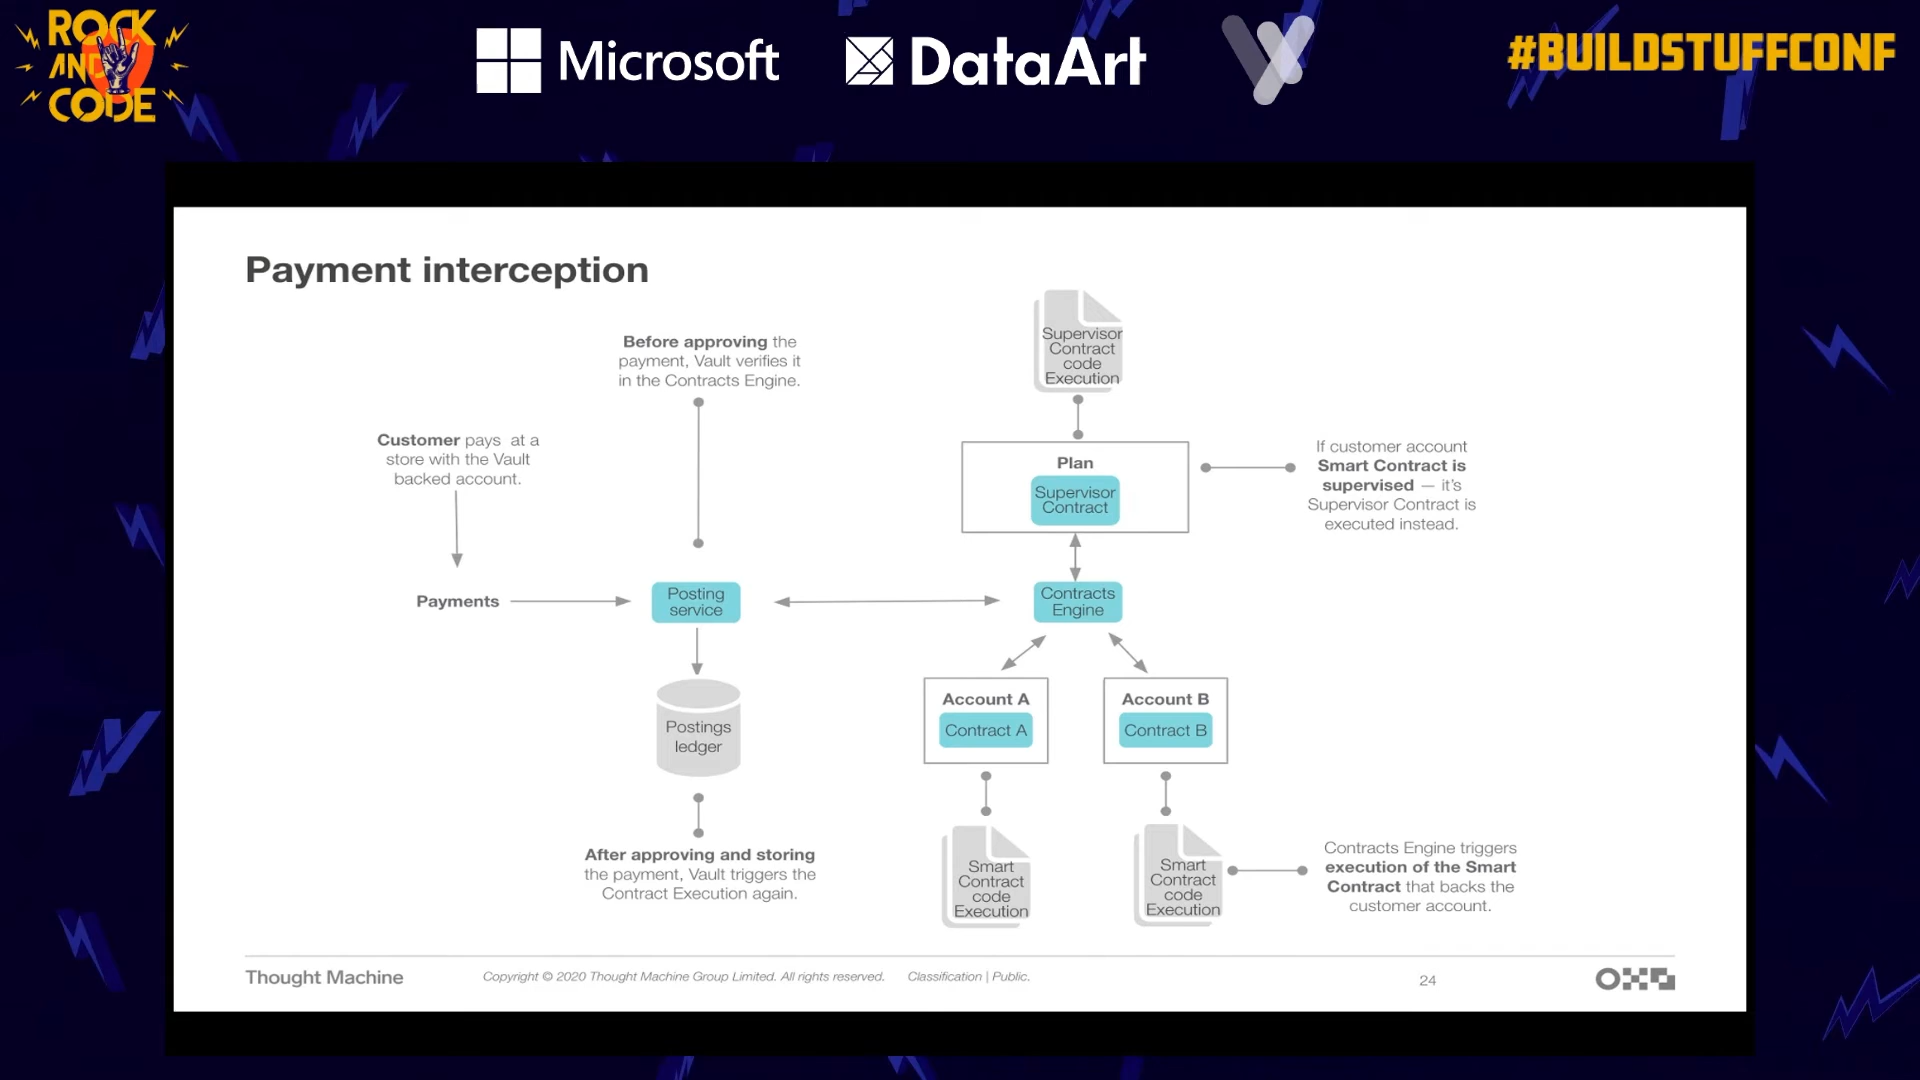 ROCK
AND
CODE
Microsoft
DataArt
#BUILDSTUFFCONF
Payment interception
Before approving the
payment, Vault verifies it
in the Contracts Engine.
Customer pays at a
store with the Vault
backed account.
Payments
Posting
service
Postings
ledger
After approving and storing
the payment, Vault triggers the
Contract Execution again.
Supervisor
Contract
code
Execution
Plan
Supervisor
Contract
If customer account
Smart Contract is
supervised — it's
Supervisor Contract is
executed instead.
Contracts
Engine
Account A
Contract A
Account B
Contract B
Smart
Contract
code
Execution
Smart
Contract
code
Execution
Contracts Engine triggers
execution of the Smart
Contract that backs the
customer account.
Thought Machine
Copyright © 2020 Thought Machine Group Limited. All rights reserved.
Classification | Public.
24